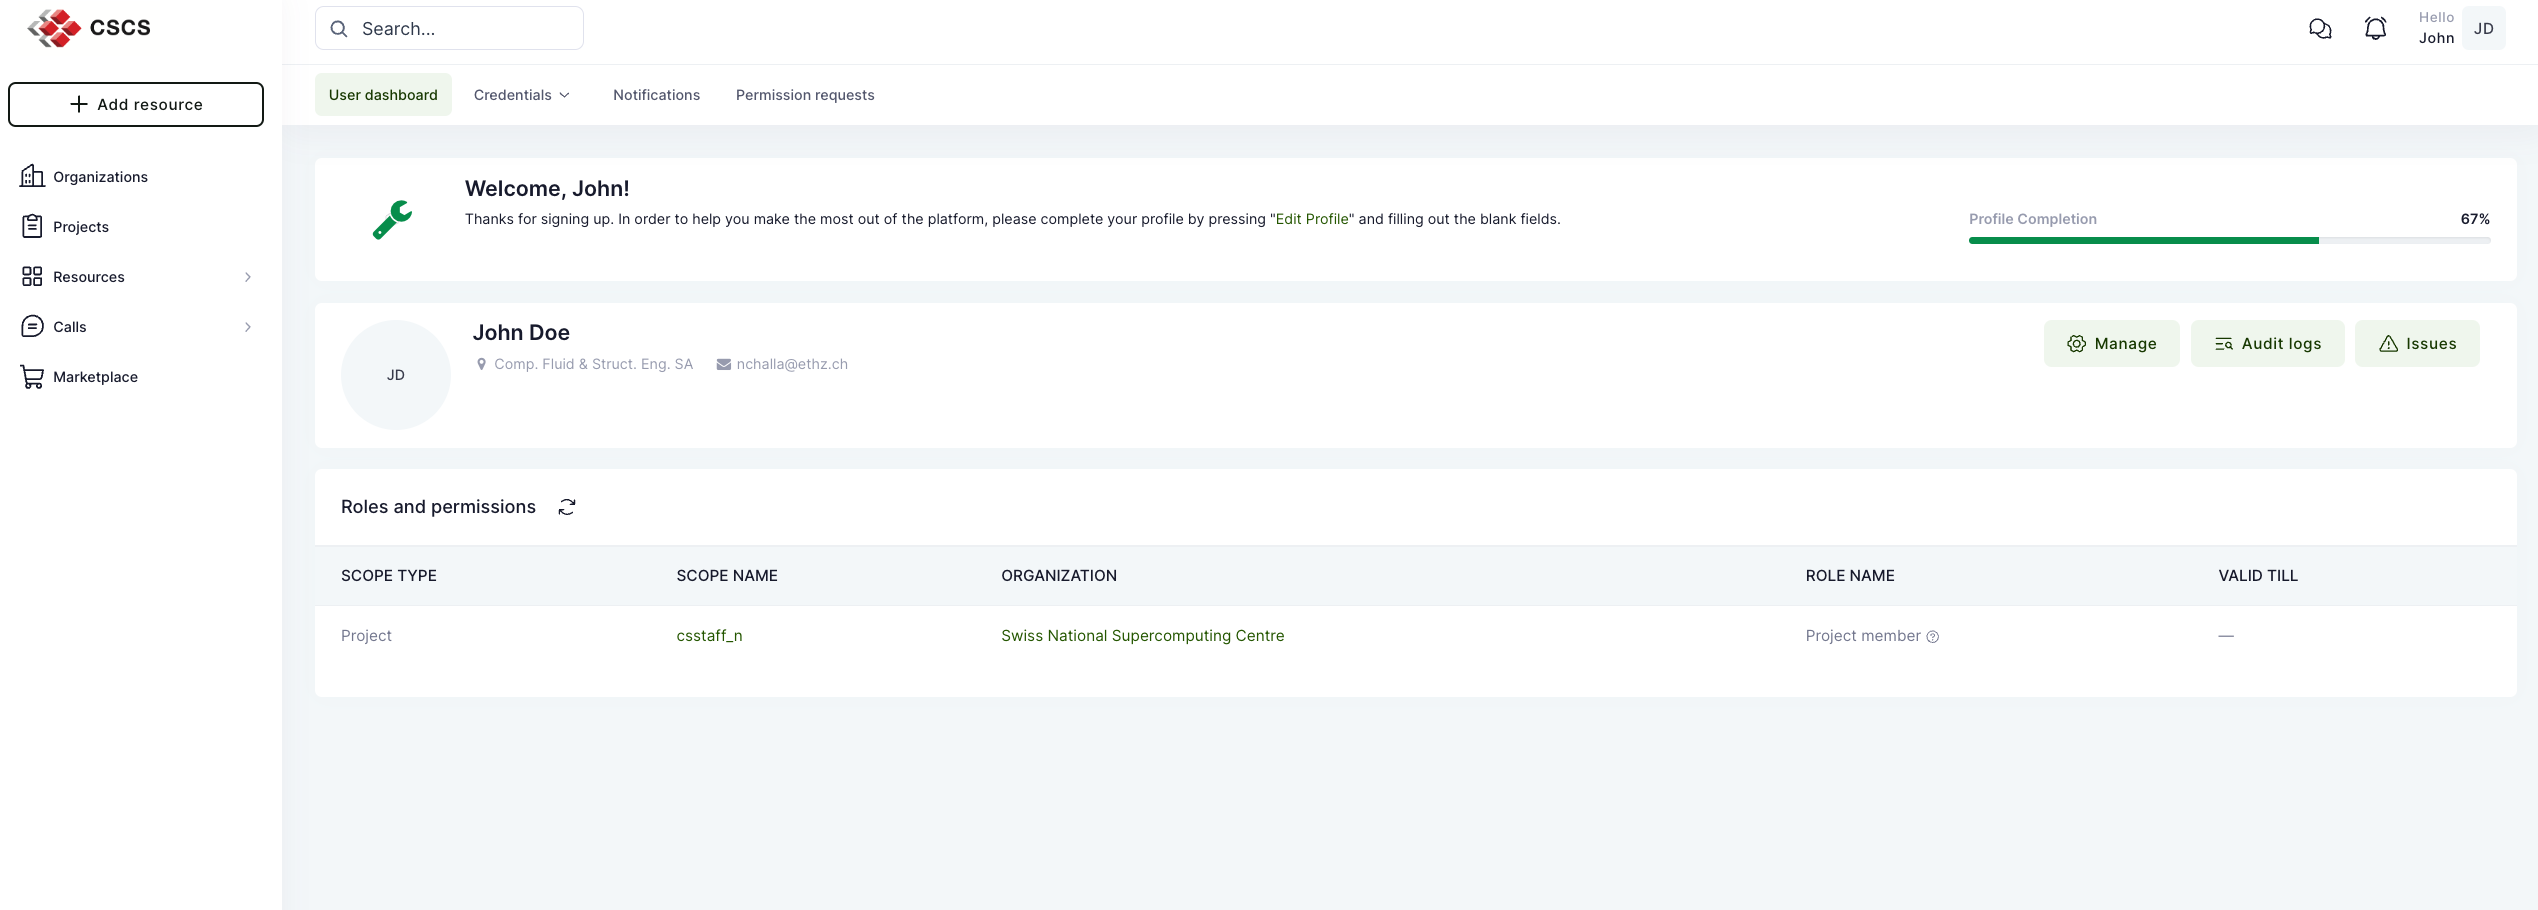 CSCS
Search...
Hello
John
JD
Add resource
User dashboard
Credentials
Notifications
Permission requests
Organizations
Projects
Resources
Calls
Marketplace
Welcome, John!
Thanks for signing up. In order to help you make the most out of the platform, please complete your profile by pressing "Edit Profile" and filling out the blank fields.
Profile Completion 67%
JD
John Doe
Comp. Fluid & Struct. Eng. SA nchalla@ethz.ch
Manage
Audit logs
Issues
Roles and permissions
SCOPE TYPE SCOPE NAME ORGANIZATION ROLE NAME VALID TILL
Project csstaff_n Swiss National Supercomputing Centre Project member —